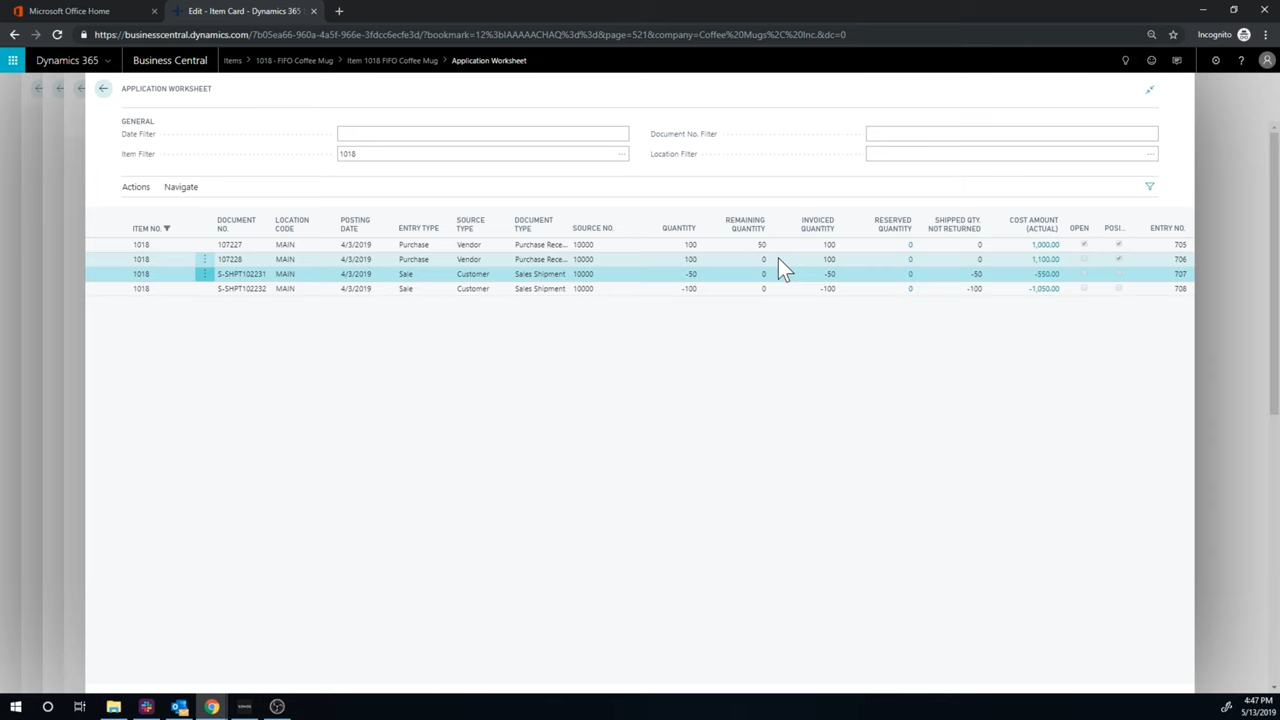 Microsoft Office Home
Edit - Item Card - Dynamics 365
https://businesscentral.dynamics.com/7b05ea66-960a-4a5f-966e-3fdcc6ecfe3d/?bookmark=12%3bIAAAAACHAQ%3d%3d&page=521&company=Coffee%20Mugs%2C%20Inc.&dc=0
Incognito
Dynamics 365
Business Central
Items
1018 - FIFO Coffee Mug
Item 1018 FIFO Coffee Mug
Application Worksheet
APPLICATION WORKSHEET
GENERAL
Date Filter
Document No. Filter
Item Filter
1018
Location Filter
Actions Navigate
ITEM NO. DOCUMENT NO. LOCATION CODE POSTING DATE ENTRY TYPE SOURCE TYPE DOCUMENT TYPE SOURCE NO. QUANTITY REMAINING QUANTITY INVOICED QUANTITY RESERVED QUANTITY SHIPPED QTY. NOT RETURNED COST AMOUNT (ACTUAL) OPEN POSI... ENTRY NO.
1018 107227 MAIN 4/3/2019 Purchase Vendor Purchase Rece... 10000 100 50 100 0 0 1,000.00 705
1018 107228 MAIN 4/3/2019 Purchase Vendor Purchase Rece... 10000 100 0 100 0 0 1,100.00 706
1018 S-SHPT102231 MAIN 4/3/2019 Sale Customer Sales Shipment 10000 -50 0 -50 0 -50 -550.00 707
1018 S-SHPT102232 MAIN 4/3/2019 Sale Customer Sales Shipment 10000 -100 0 -100 0 -100 -1,050.00 708
4:47 PM
5/13/2019